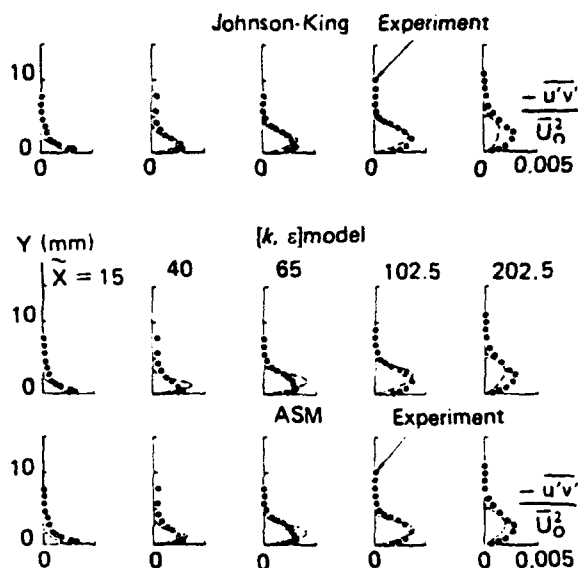 Johnson-King Experiment
10
0
0 0 0 0 0 0.005
- u'v'
Ū₀²
Y (mm) [k, ε]model
X̃ = 15 40 65 102.5 202.5
10
0
ASM Experiment
10
0
0 0 0 0 0 0.005
- u'v'
Ū₀²